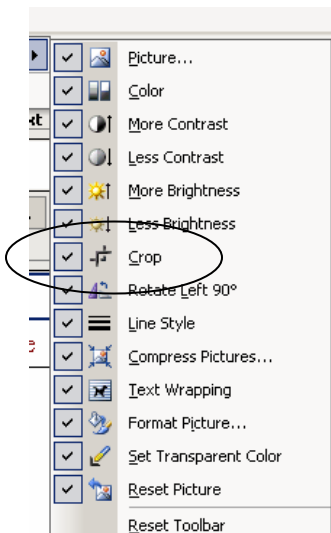 Picture...
Color
More Contrast
xt
Less Contrast
More Brightness
Less Brightness
Crop
Rotate Left 90°
Line Style
Compress Pictures...
Text Wrapping
Format Picture...
Set Transparent Color
Reset Picture
Reset Toolbar